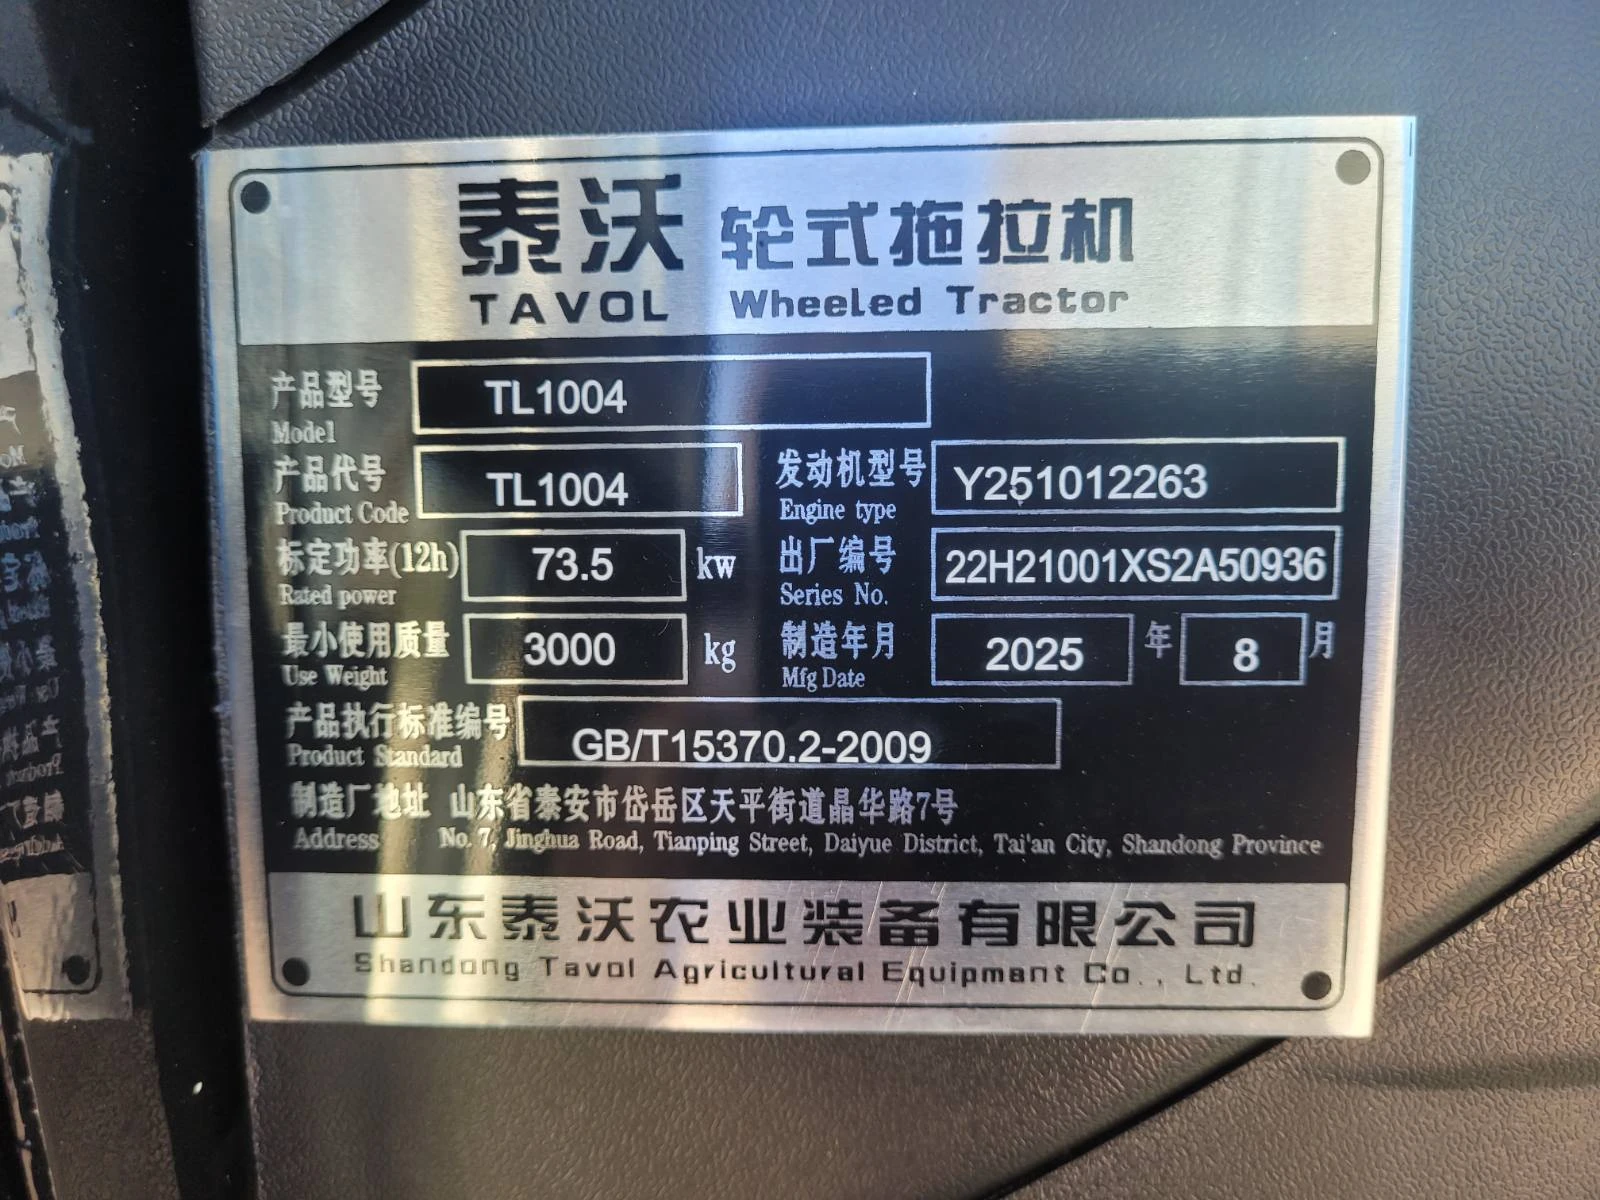 泰沃 轮式拖拉机
TAVOL Wheeled Tractor
产品型号 TL1004
Model
产品代号 TL1004 发动机型号 Y251012263
Product Code Engine type
标定功率(12h) 73.5 kw 出厂编号 22H21001XS2A50936
Rated power Series No.
最小使用质量 3000 kg 制造年月 2025 年 8 月
Use Weight Mfg Date
产品执行标准编号 GB/T15370.2-2009
Product Standard
制造厂地址 山东省泰安市岱岳区天平街道晶华路7号
Address No. 7, Jinghua Road, Tianping Street, Daiyue District, Tai'an City, Shandong Province
山东泰沃农业装备有限公司
Shandong Tavol Agricultural Equipment Co., Ltd.